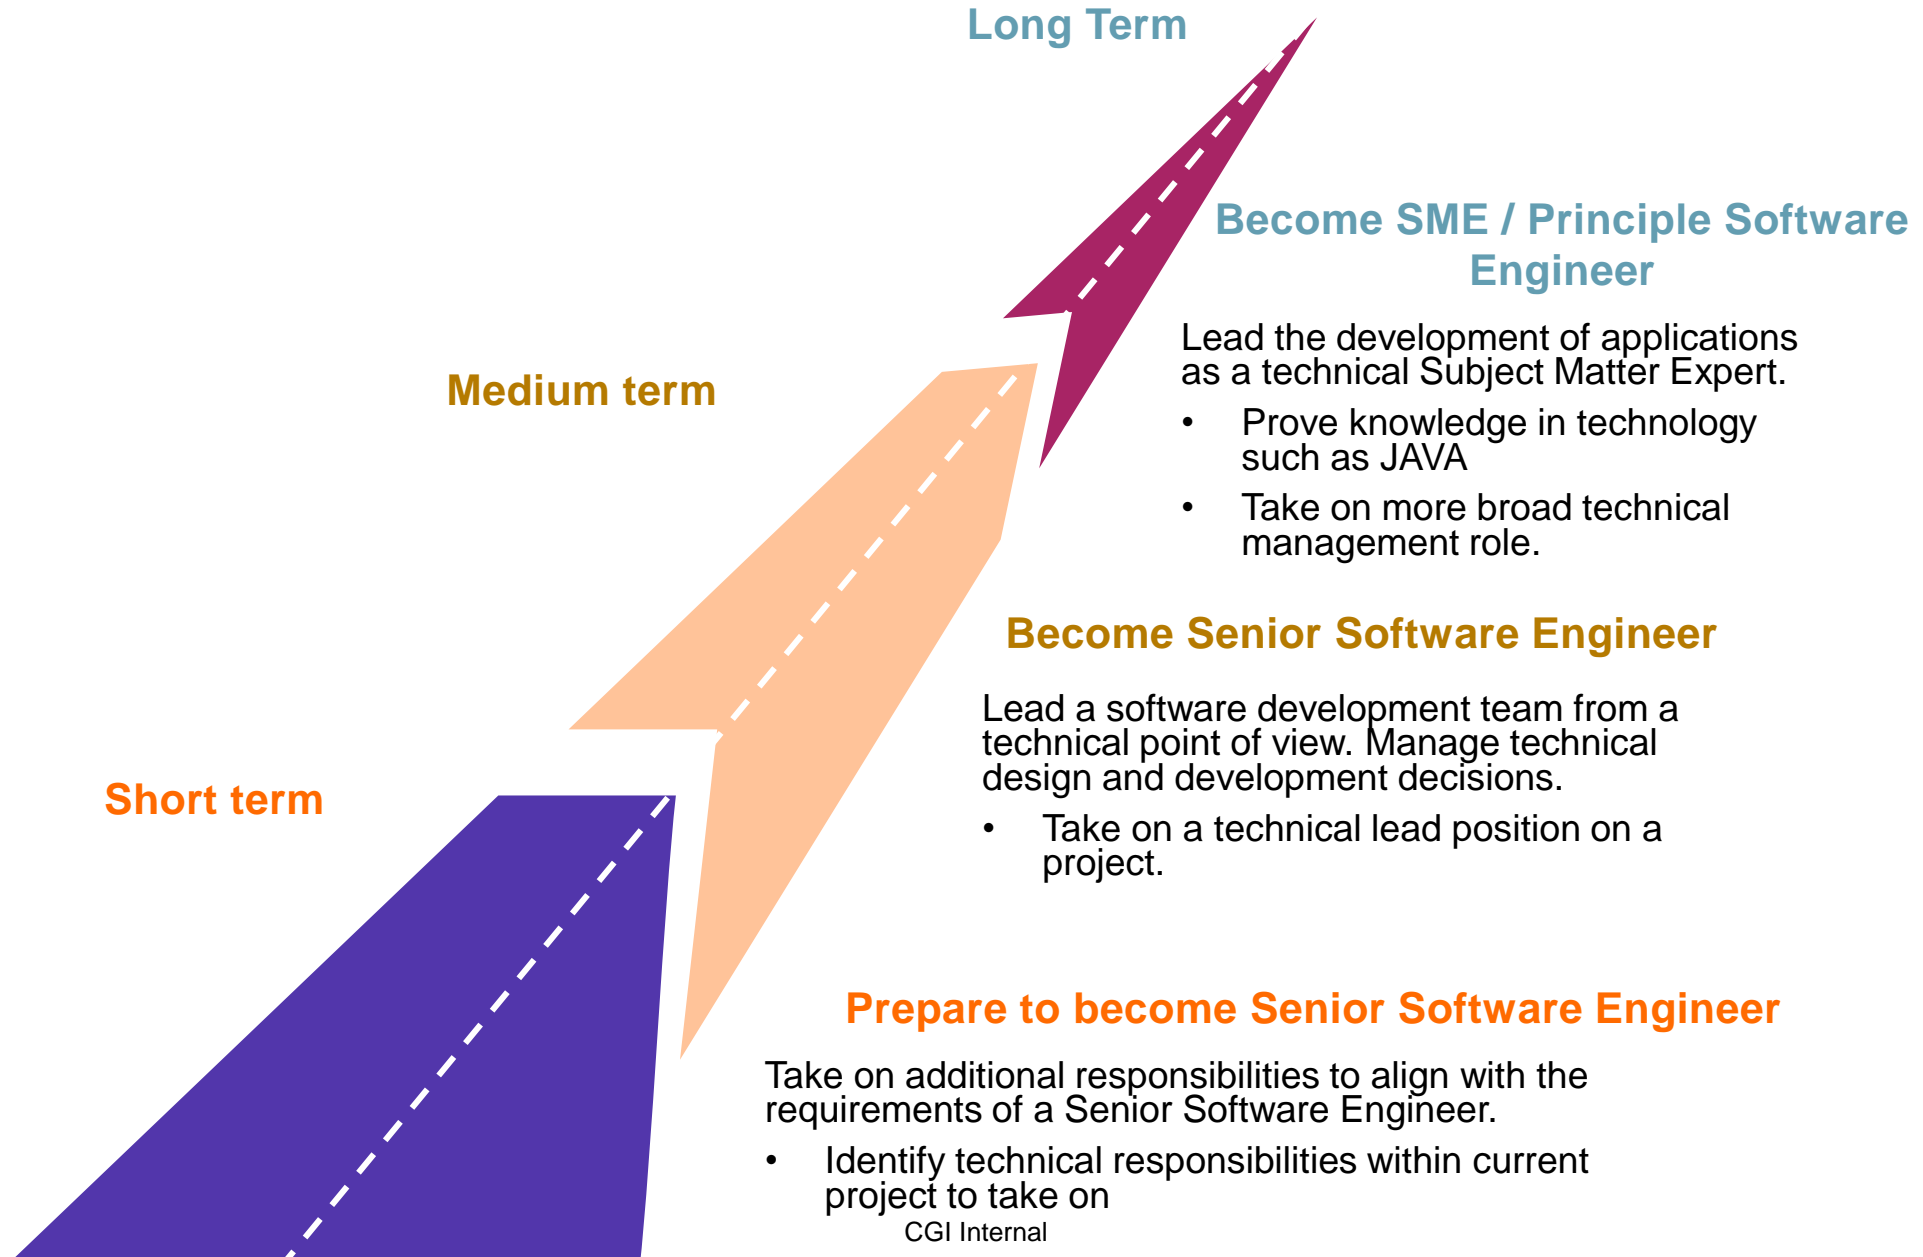 Long Term
Become SME / Principle Software
Engineer
Lead the development of applications
as a technical Subject Matter Expert.
• Prove knowledge in technology
such as JAVA
• Take on more broad technical
management role.
Medium term
Become Senior Software Engineer
Lead a software development team from a
technical point of view. Manage technical
design and development decisions.
• Take on a technical lead position on a
project.
Short term
Prepare to become Senior Software Engineer
Take on additional responsibilities to align with the
requirements of a Senior Software Engineer.
• Identify technical responsibilities within current
project to take on
CGI Internal